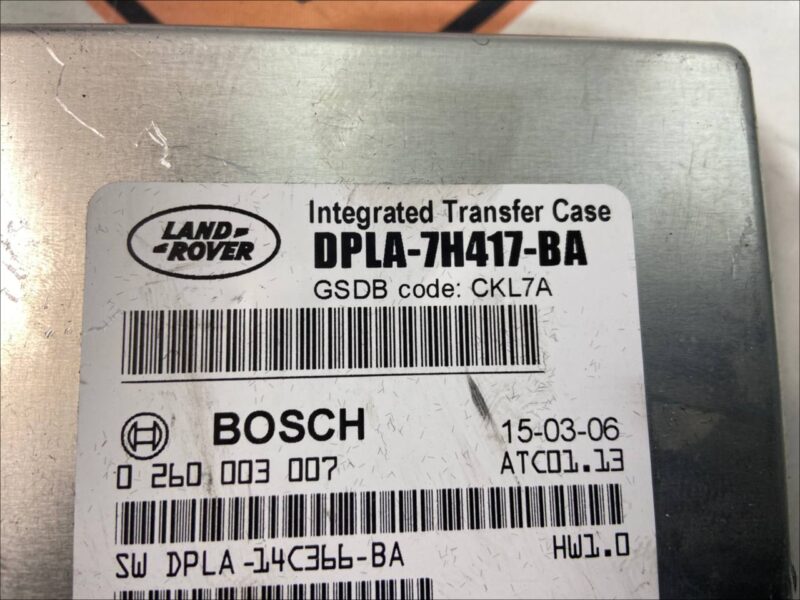 LAND
ROVER
Integrated Transfer Case
DPLA-7H417-BA
GSDB code: CKL7A
BOSCH
15-03-06
0 260 003 007
ATC01.13
SW DPLA-14C366-BA
HW1.0